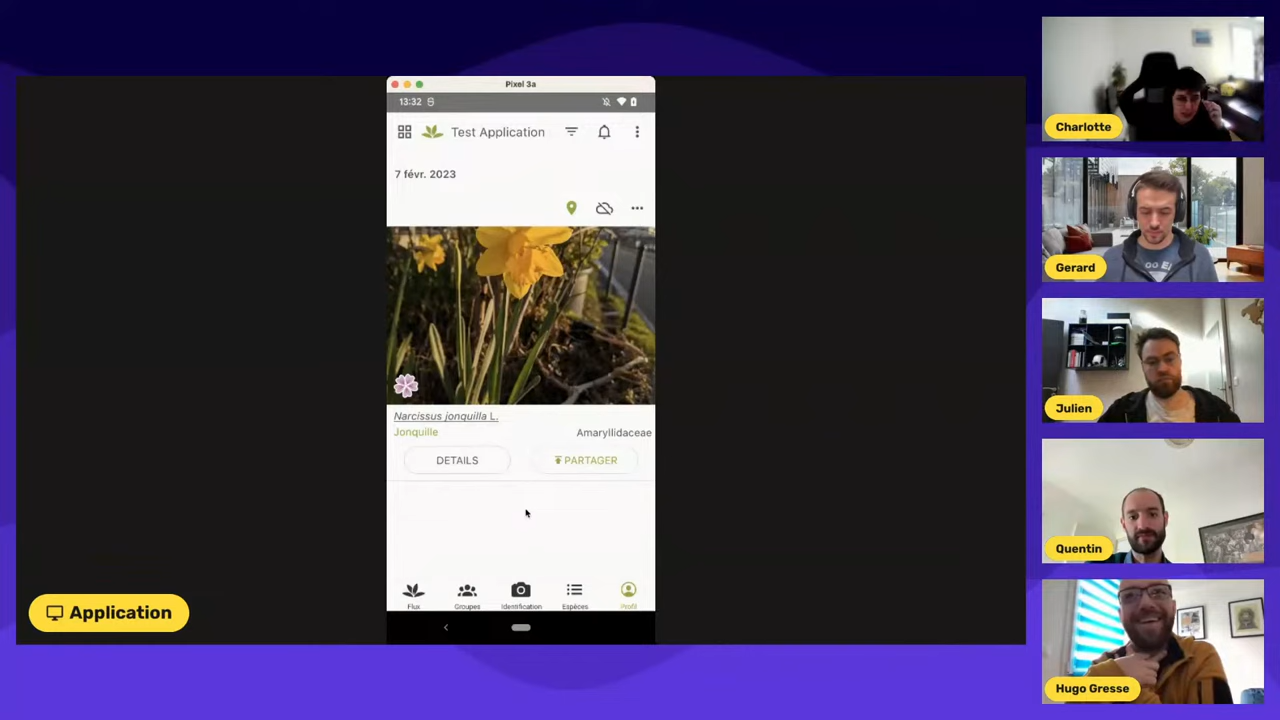 Pixel 3a
13:32
Test Application
7 févr. 2023
Narcissus jonquilla L.
Jonquille
Amaryllidaceae
DETAILS
PARTAGER
Flux
Groupes
Identification
Espèces
Profil
Application
Charlotte
Gerard
Julien
Quentin
Hugo Gresse